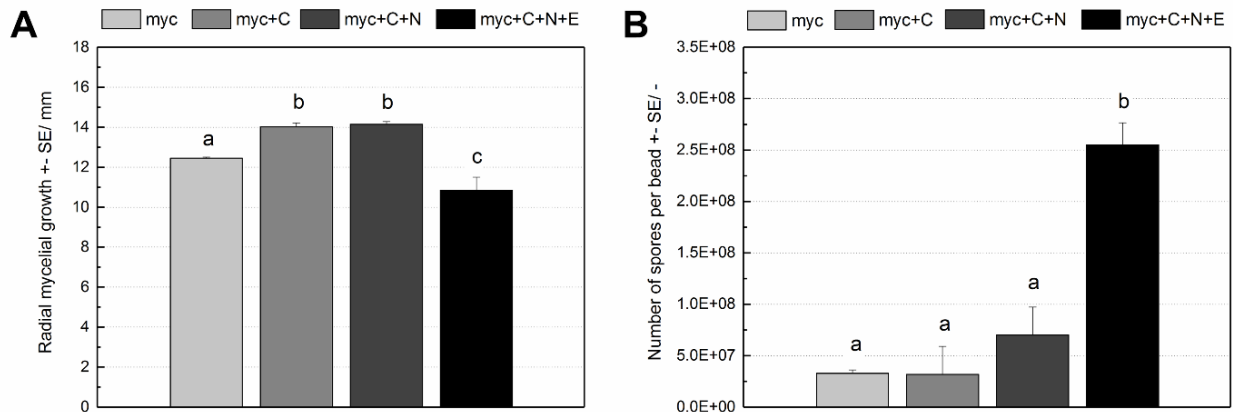 A
myc myc+C myc+C+N myc+C+N+E
Radial mycelial growth +- SE/ mm
18
16
14
12
10
8
6
4
2
0
a
b
b
c
B
myc myc+C myc+C+N myc+C+N+E
Number of spores per bead +- SE/ -
3.5E+08
3.0E+08
2.5E+08
2.0E+08
1.5E+08
1.0E+08
5.0E+07
0.0E+00
a
a
a
b